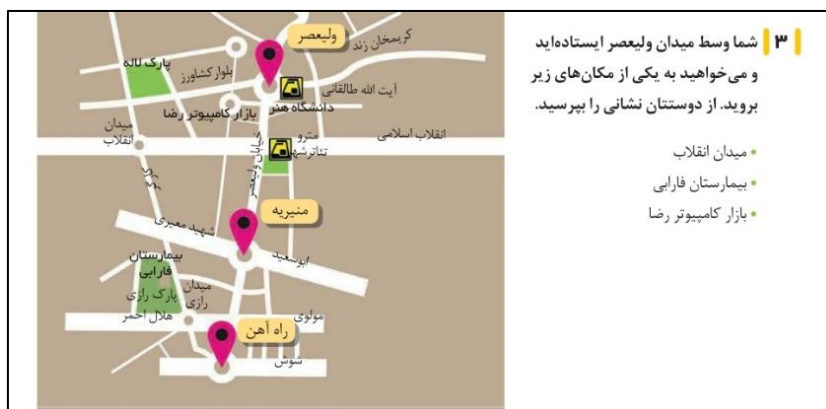 ۳ شما وسط میدان ولیعصر ایستاده‌اید
و می‌خواهید به یکی از مکان‌های زیر
بروید. از دوستتان نشانی را بپرسید.
• میدان انقلاب
• بیمارستان فارابی
• بازار کامپیوتر رضا
ولیعصر
کریمخان زند
پارک لاله
بلوار کشاورز
آیت الله طالقانی
دانشگاه هنر
بازار کامپیوتر رضا
میدان
انقلاب
انقلاب اسلامی
مترو
تئاترشهر
خیابان ولیعصر
کارگر
منیریه
شهید معیری
ابوسعید
بیمارستان
فارابی
میدان
رازی
پارک رازی
هلال احمر
مولوی
راه آهن
شوش